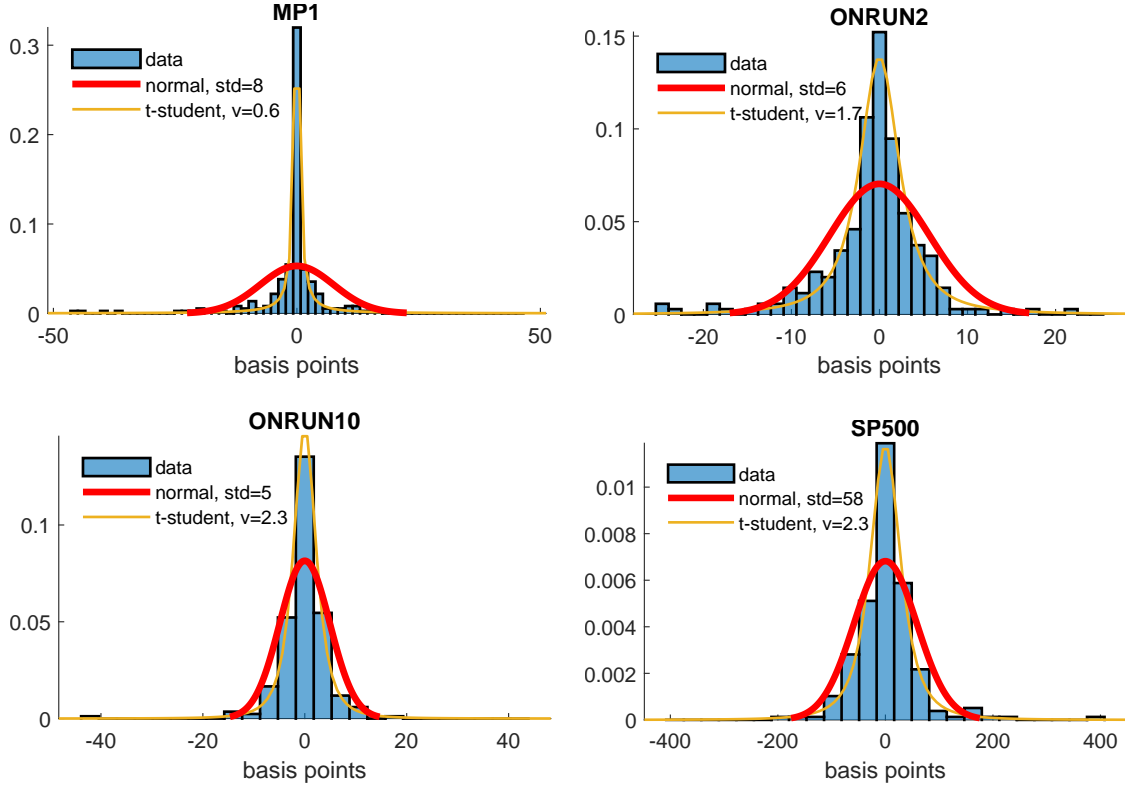 MP1
0.3
0.2
0.1
0
-50
0
50
basis points
data
normal, std=8
t-student, v=0.6
ONRUN2
0.15
0.1
0.05
0
-20
-10
0
10
20
basis points
data
normal, std=6
t-student, v=1.7
ONRUN10
0.1
0.05
0
-40
-20
0
20
40
basis points
data
normal, std=5
t-student, v=2.3
SP500
0.01
0.008
0.006
0.004
0.002
0
-400
-200
0
200
400
basis points
data
normal, std=58
t-student, v=2.3